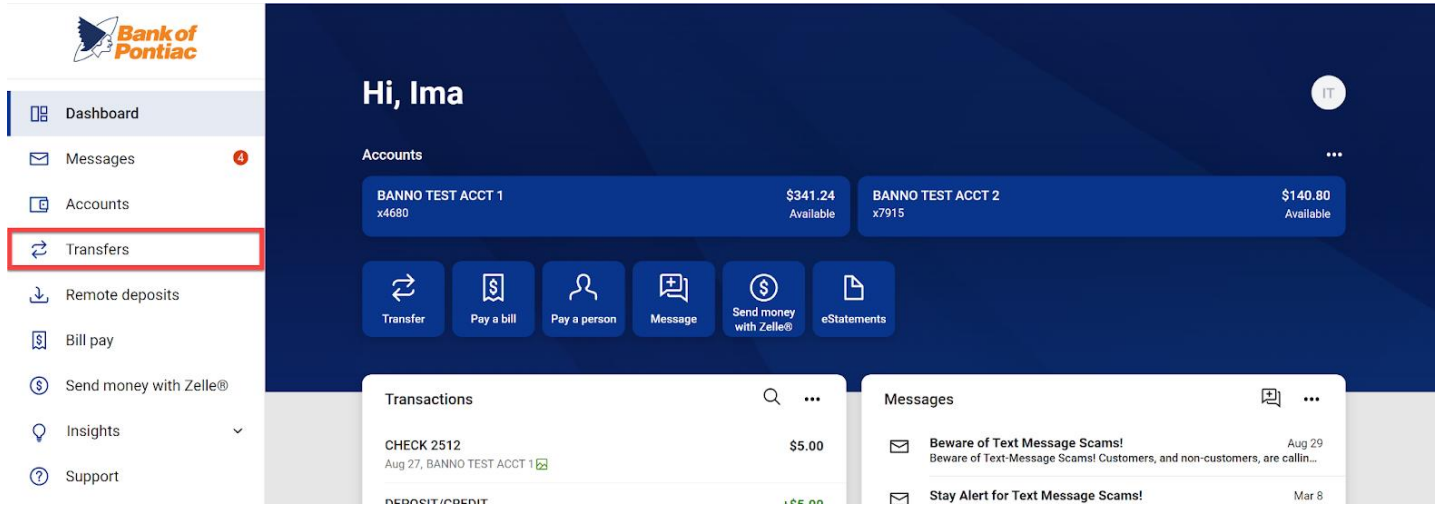 Bank of
Pontiac
Dashboard
Messages 4
Accounts
Transfers
Remote deposits
Bill pay
Send money with Zelle®
Insights
Support
Hi, Ima
IT
Accounts
BANNO TEST ACCT 1 $341.24
x4680 Available
BANNO TEST ACCT 2 $140.80
x7915 Available
Transfer
Pay a bill
Pay a person
Message
Send money
with Zelle®
eStatements
Transactions
CHECK 2512 $5.00
Aug 27, BANNO TEST ACCT 1
DEPOSIT/CREDIT +$5.00
Messages
Beware of Text Message Scams! Aug 29
Beware of Text-Message Scams! Customers, and non-customers, are callin...
Stay Alert for Text Message Scams! Mar 8